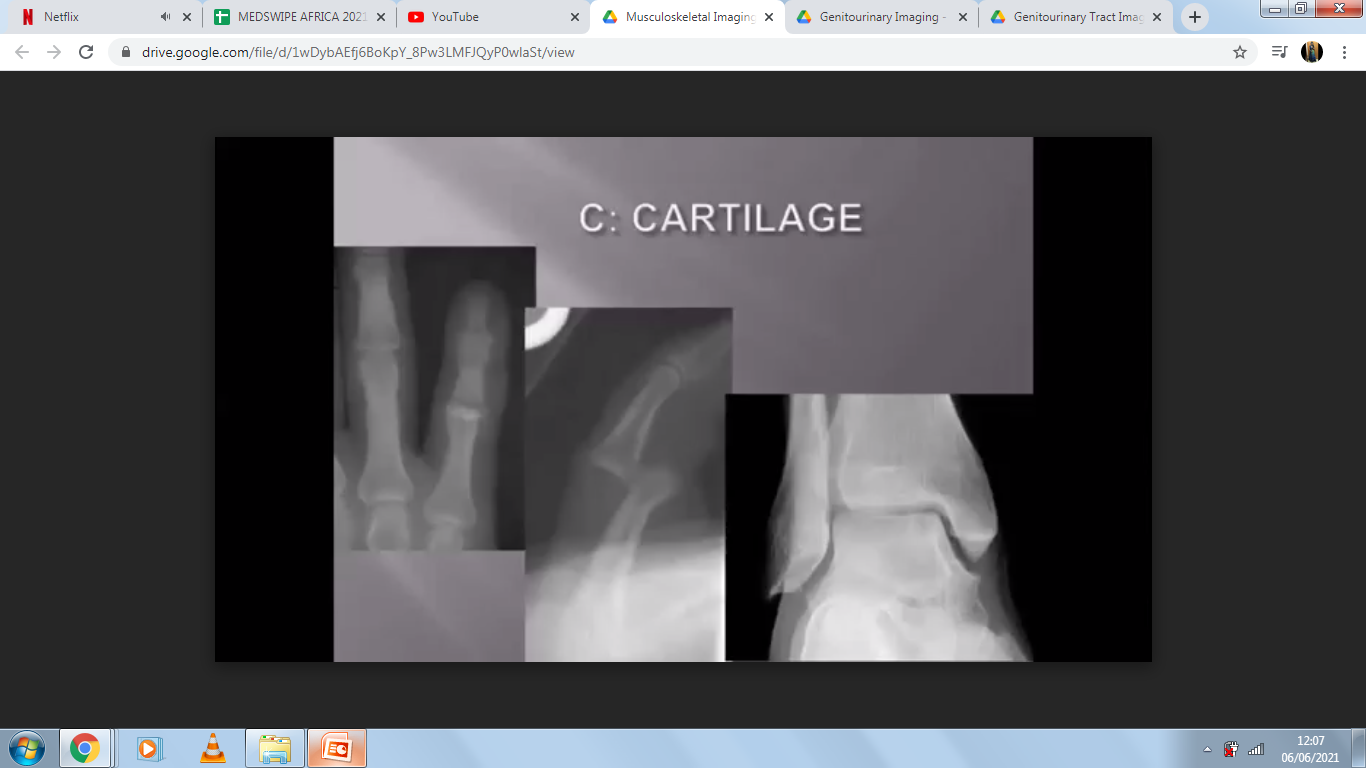 Netflix
MEDSWIPE AFRICA 2021
YouTube
Musculoskeletal Imaging
Genitourinary Imaging -
Genitourinary Tract Imag
drive.google.com/file/d/1wDybAEfj6BoKpY_8Pw3LMFJQyP0wlaSt/view
C: CARTILAGE
12:07
06/06/2021